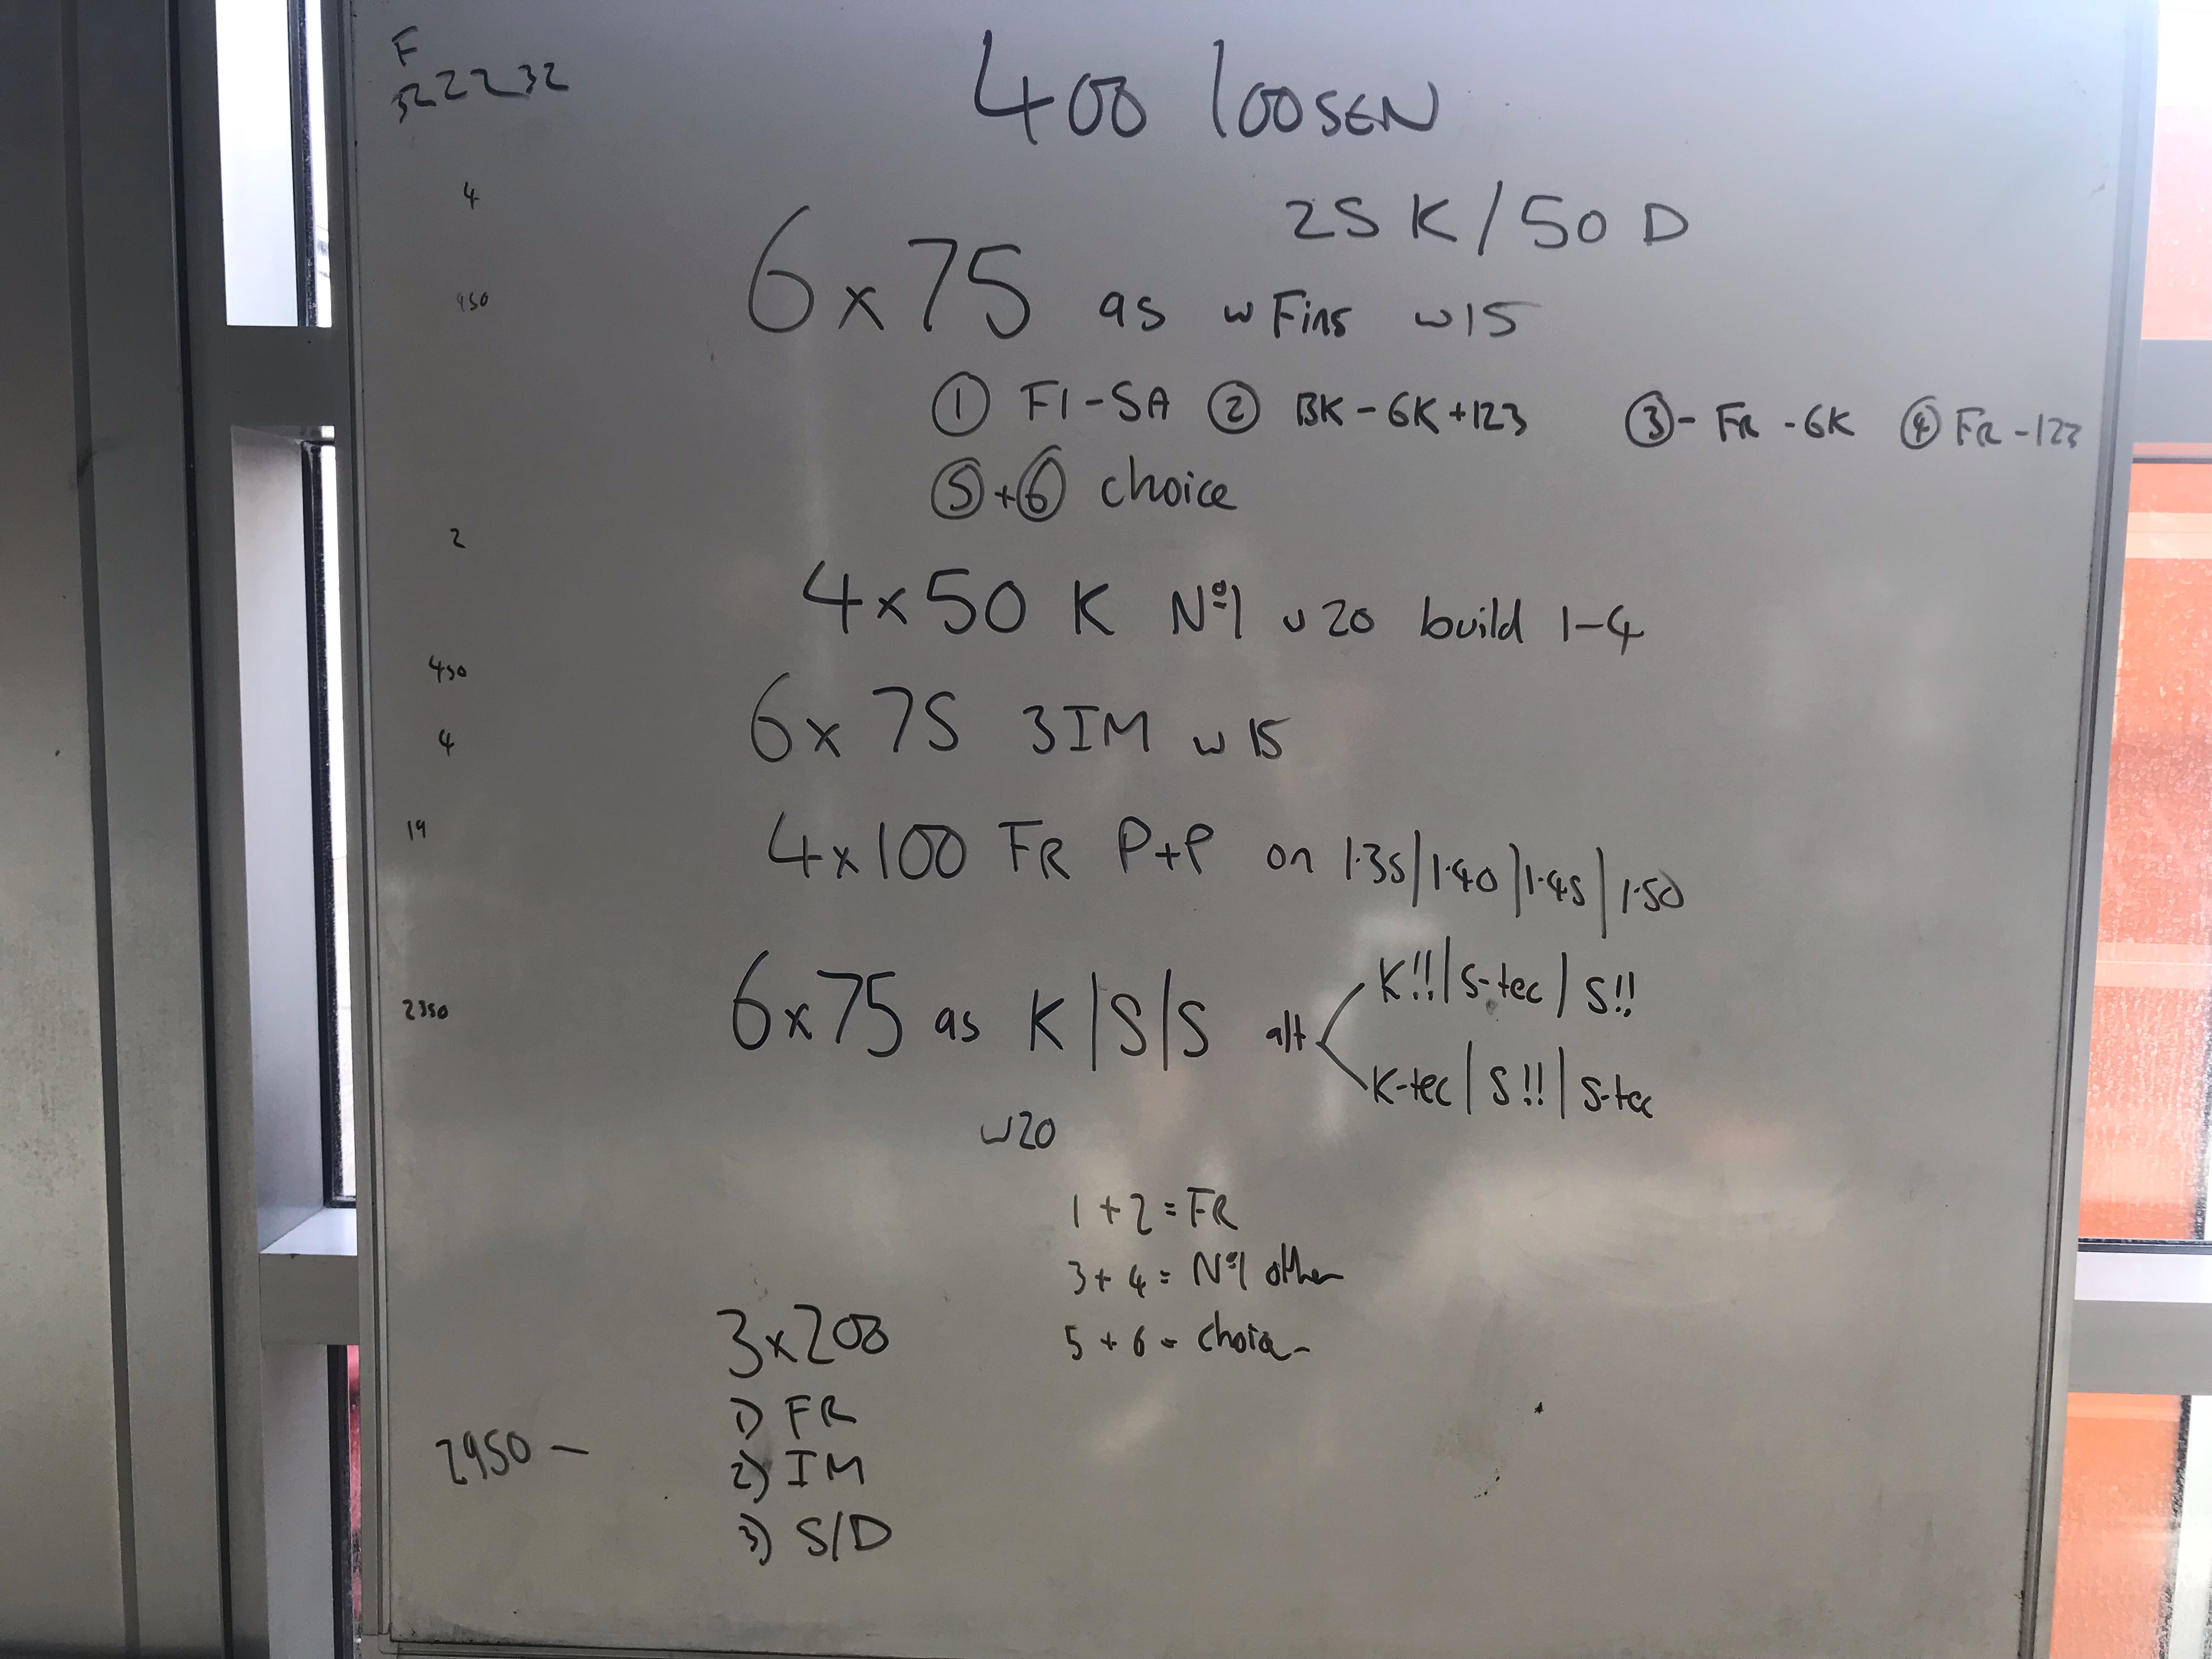 F
322232
400 loosEN
4
25 K/50 D
6x75 as w Fins w15
450
① F1-SA ② BK-6K+123 ③- FR -6K ④ FR-123
⑤+⑥ choice
2
4x50 K Nº1 w20 build 1-4
450
6x75 3IM w15
4
4x100 FR P+P on 1.35|1.40|1.45|1.50
19
6x75 as K|S|S alt
K!!|S-tec|S!!
K-tec|S!!|S-tec
2350
w20
1+2=FR
3+4= Nº1 other
5+6= choice
3x200
1) FR
2) IM
3) S/D
2950 —